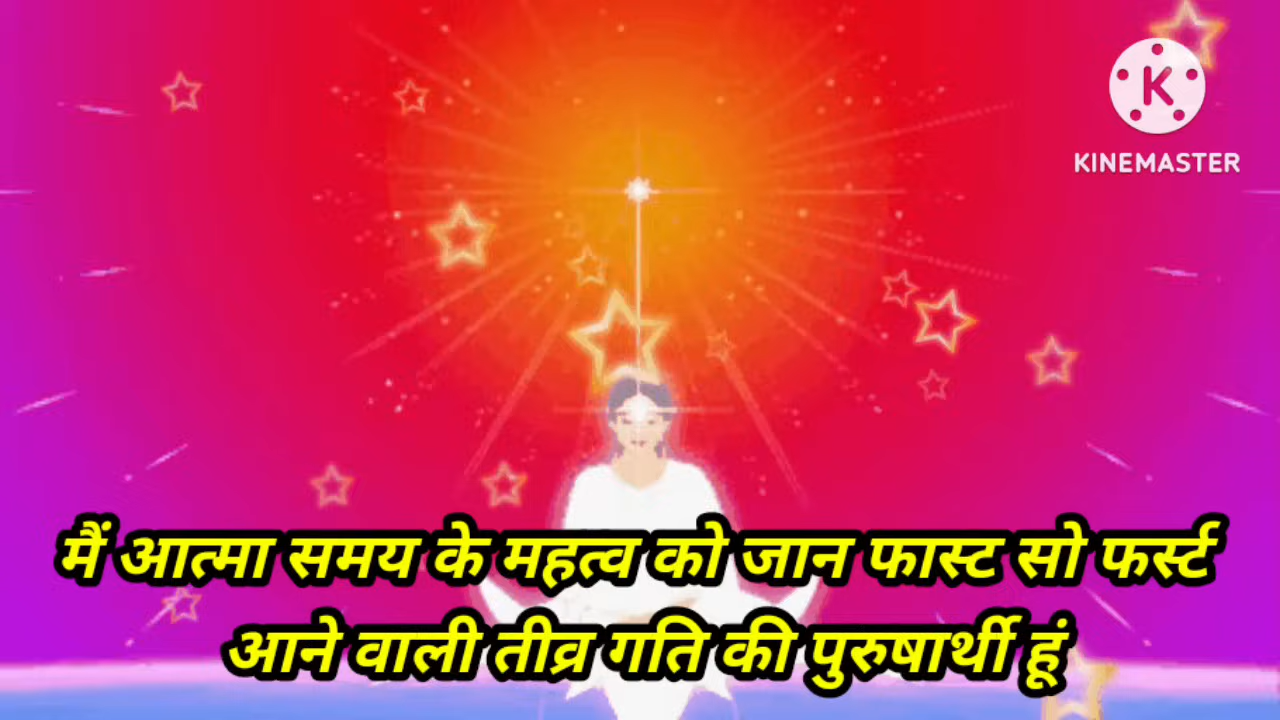 K
KINEMASTER
मैं आत्मा समय के महत्व को जान फास्ट सो फर्स्ट
आने वाली तीव्र गति की पुरुषार्थी हूं